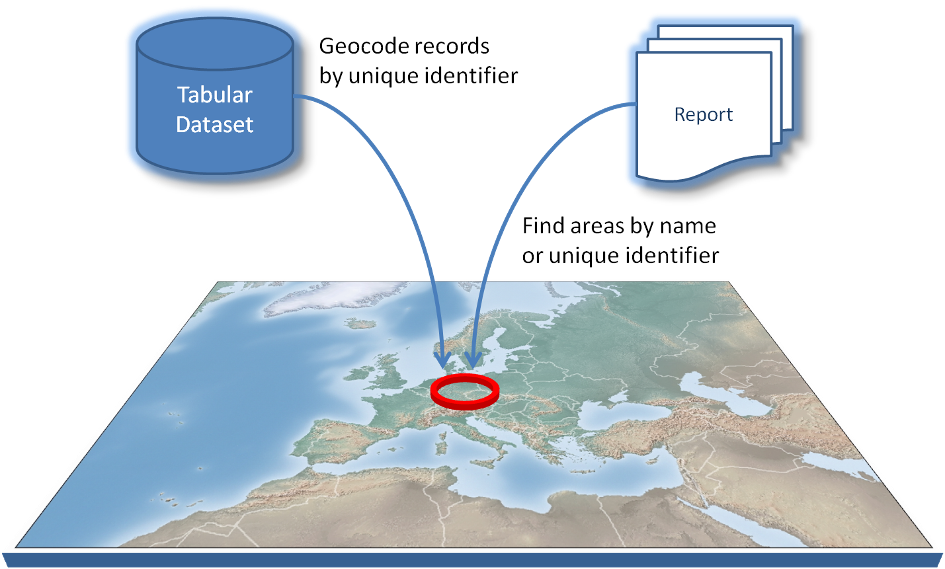 Geocode records
by unique identifier
Tabular
Dataset
Report
Find areas by name
or unique identifier